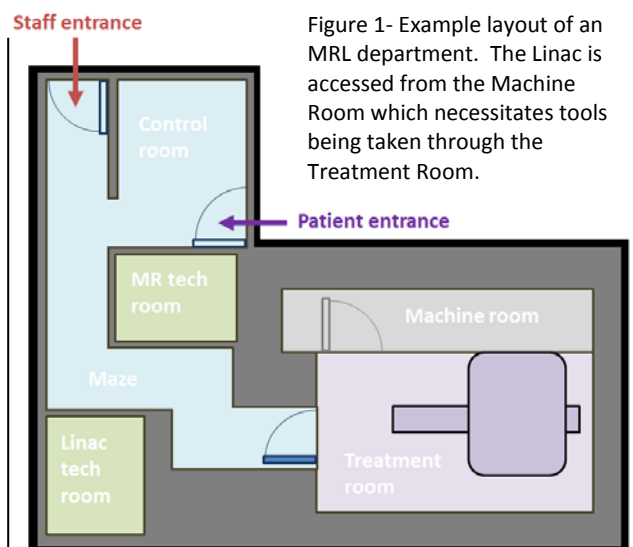 Staff entrance
Figure 1- Example layout of an
MRL department.  The Linac is
accessed from the Machine
Room which necessitates tools
being taken through the
Treatment Room.
Control
room
Patient entrance
MR tech
room
Machine room
Maze
Linac
tech
room
Treatment
room